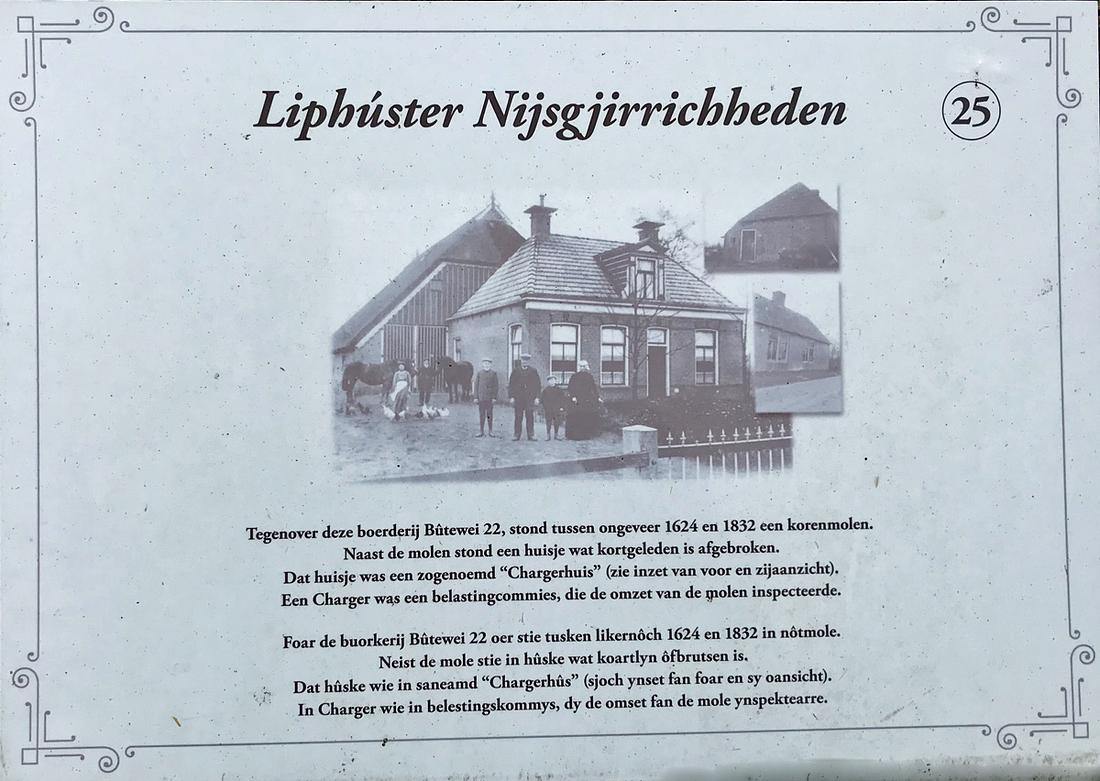 Liphúster Nijsgjirrichheden
25
Tegenover deze boerderij Bûtewei 22, stond tussen ongeveer 1624 en 1832 een korenmolen.
Naast de molen stond een huisje wat kortgeleden is afgebroken.
Dat huisje was een zogenoemd “Chargerhuis” (zie inzet van voor en zijaanzicht).
Een Charger was een belastingcommies, die de omzet van de molen inspecteerde.
Foar de buorkerij Bûtewei 22 oer stie tusken likernôch 1624 en 1832 in nôtmole.
Neist de mole stie in hûske wat koartlyn ôfbrutsen is.
Dat hûske wie in saneamd “Chargerhûs” (sjoch ynset fan foar en sy oansicht).
In Charger wie in belestingskommys, dy de omset fan de mole ynspektearre.